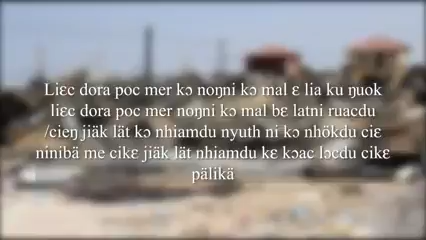 Liɛc dora poc mer kɔ noŋni kɔ mal ɛ lia ku ŋuok
liɛc dora poc mer noŋni kɔ mal bɛ latni ruacdu
/cieŋ jiäk lät kɔ nhiamdu nyuth ni kɔ nhökdu ciɛ
ninibä me cikɛ jiäk lät nhiamdu kɛ kɔac lɔcdu cikɛ
pälikä